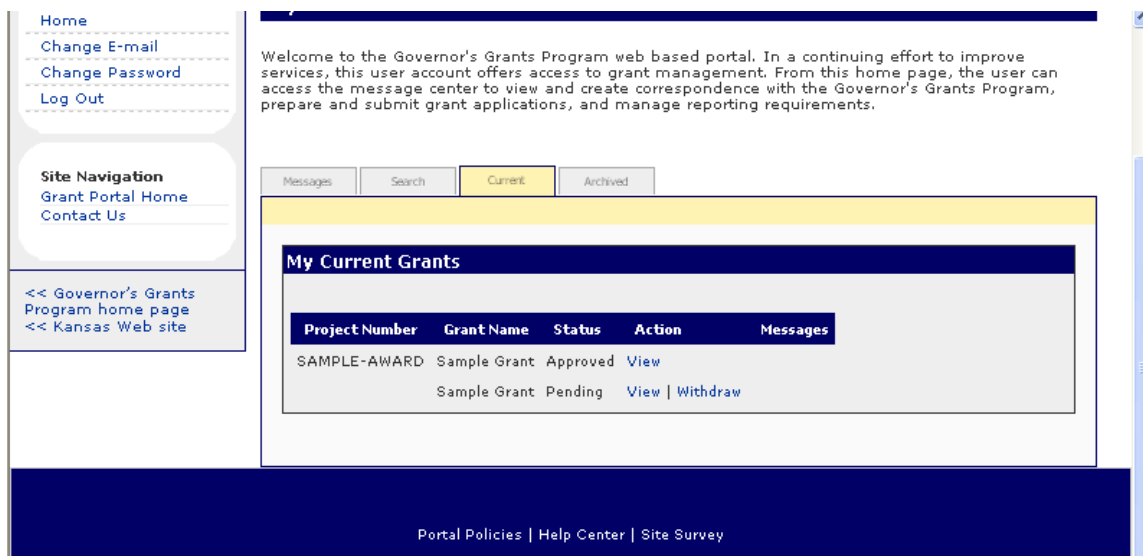 Home
Change E-mail
Change Password
Log Out
Site Navigation
Grant Portal Home
Contact Us
<< Governor's Grants
Program home page
<< Kansas Web site
Welcome to the Governor's Grants Program web based portal. In a continuing effort to improve
services, this user account offers access to grant management. From this home page, the user can
access the message center to view and create correspondence with the Governor's Grants Program,
prepare and submit grant applications, and manage reporting requirements.
Messages Search Current Archived
My Current Grants
Project Number Grant Name Status Action Messages
SAMPLE-AWARD Sample Grant Approved View
Sample Grant Pending View | Withdraw
Portal Policies | Help Center | Site Survey